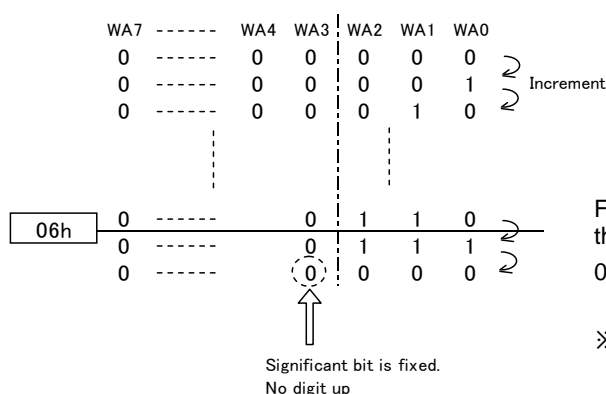 WA7 ------ WA4 WA3 WA2 WA1 WA0
0 ------ 0 0 0 0 0
0 ------ 0 0 0 0 1
Increment
0 ------ 0 0 0 1 0
0 ------ 0 1 1 0
06h
0 ------ 0 1 1 1
0 ------ 0 0 0 0
F
th
0
※
Significant bit is fixed.
No digit up